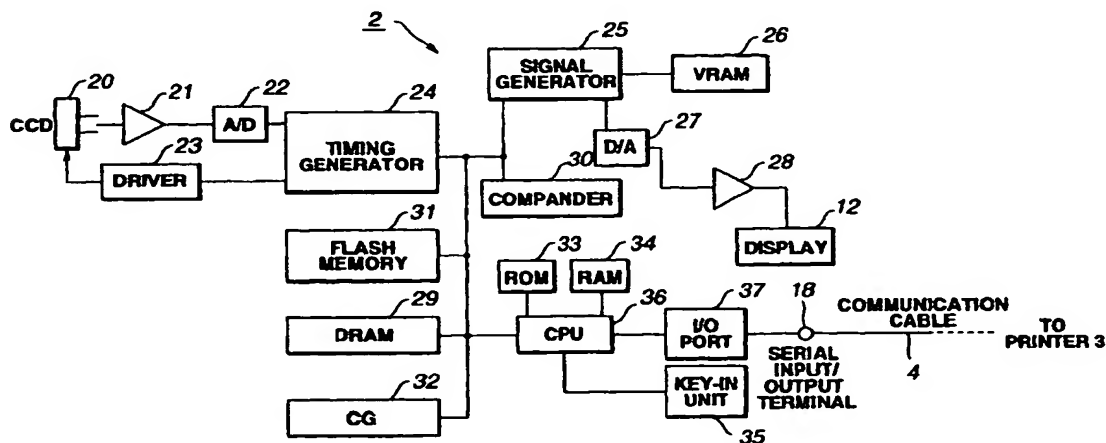 2
25
26
SIGNAL
GENERATOR
VRAM
20
21
22
24
CCD
A/D
TIMING
GENERATOR
27
D/A
23
DRIVER
30
COMPANDER
28
12
DISPLAY
31
FLASH
MEMORY
33
34
ROM
RAM
36
37
18
COMMUNICATION
CABLE
29
DRAM
CPU
I/O
PORT
TO
PRINTER 3
SERIAL
INPUT/
OUTPUT
TERMINAL
4
32
CG
KEY-IN
UNIT
35